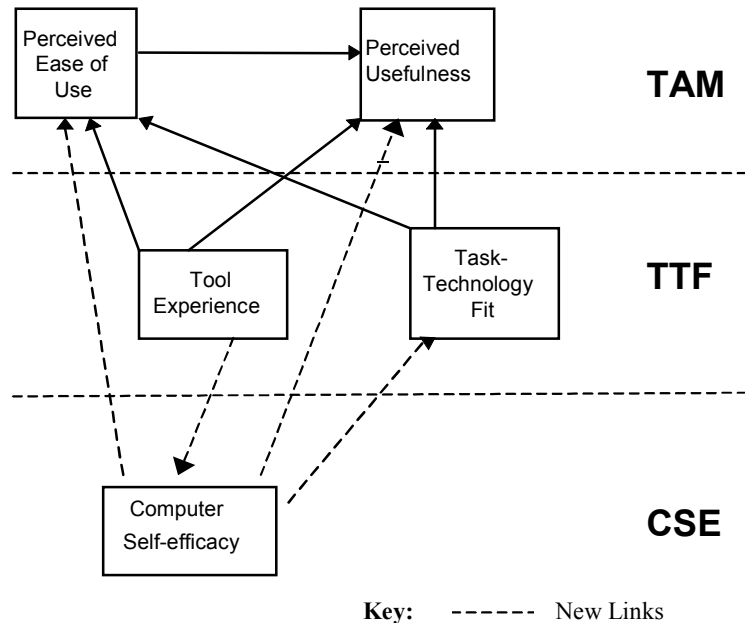 Perceived
Ease of
Use
Perceived
Usefulness
TAM
Tool
Experience
Task-
Technology
Fit
TTF
Computer
Self-efficacy
CSE
Key: New Links